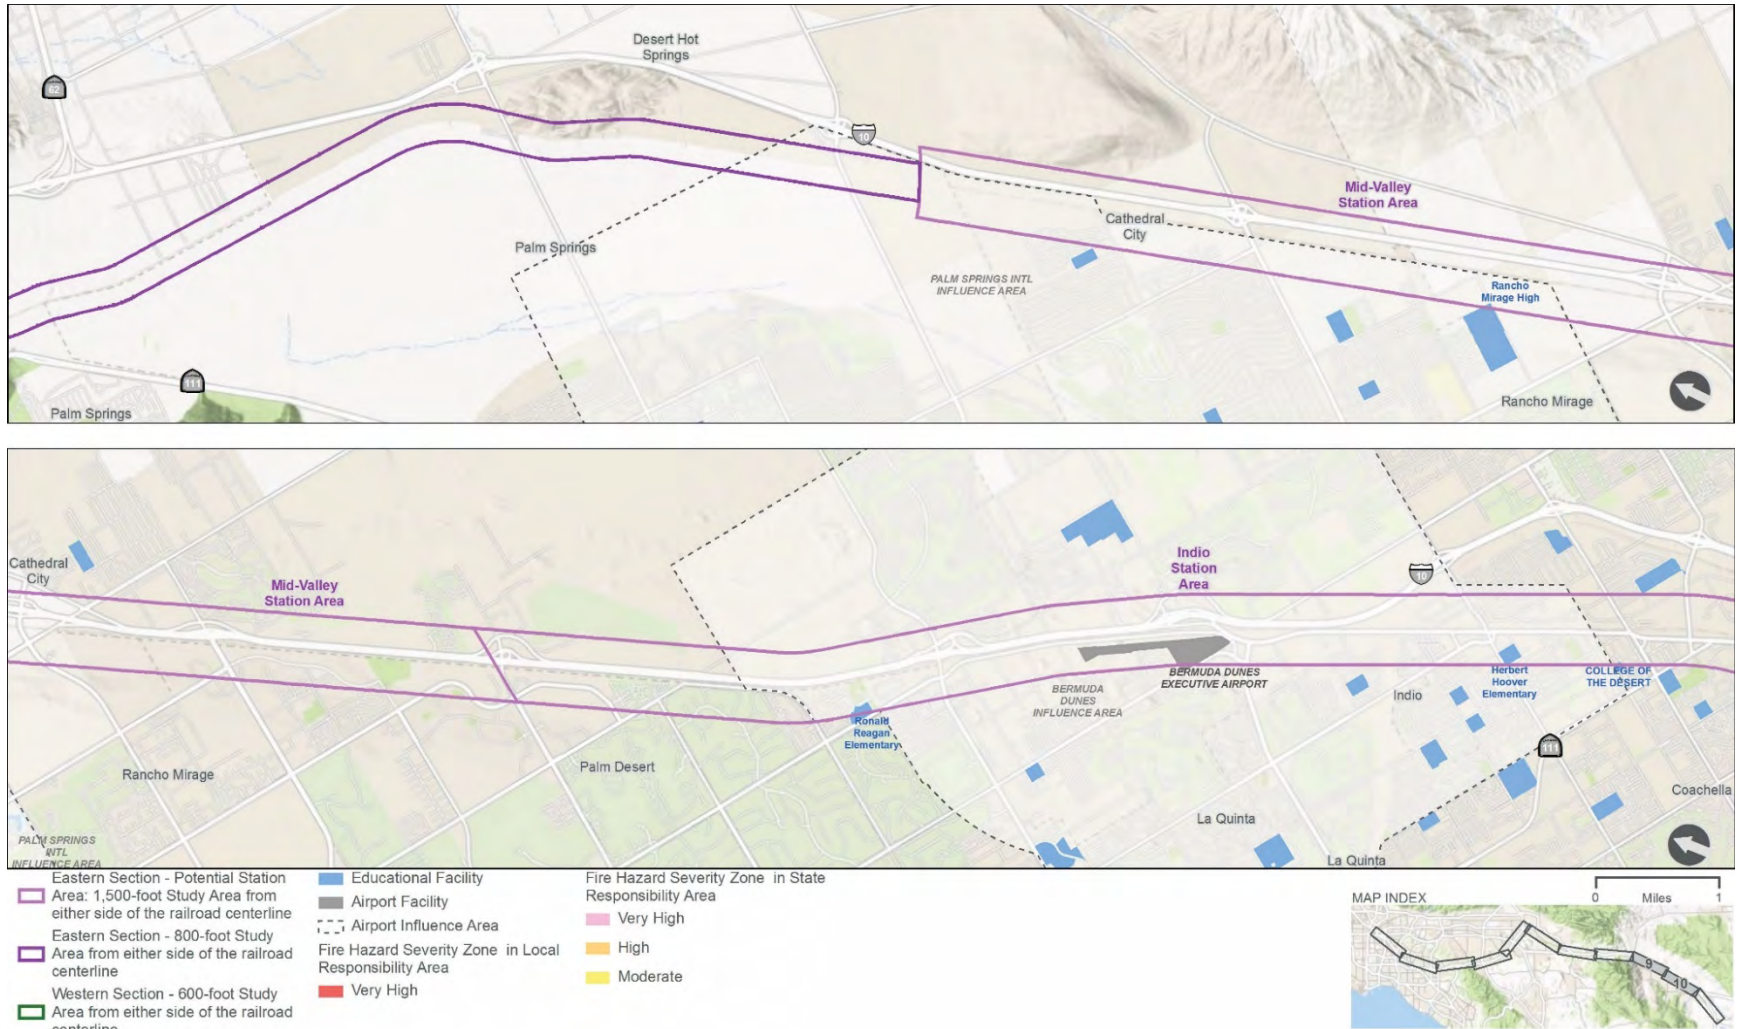 Desert Hot
Springs
62
10
Mid-Valley
Station Area
Cathedral
City
Palm Springs
PALM SPRINGS INTL
INFLUENCE AREA
Rancho
Mirage High
111
Palm Springs
Rancho Mirage
Cathedral
City
Mid-Valley
Station Area
Indio
Station
Area
10
BERMUDA DUNES
EXECUTIVE AIRPORT
Herbert
Hoover
Elementary
COLLEGE OF
THE DESERT
BERMUDA
DUNES
INFLUENCE AREA
Indio
Ronald
Reagan
Elementary
111
Rancho Mirage
Palm Desert
Coachella
La Quinta
PALM SPRINGS
INTL
INFLUENCE AREA
La Quinta
Eastern Section - Potential Station
Area: 1,500-foot Study Area from
either side of the railroad centerline
Eastern Section - 800-foot Study
Area from either side of the railroad
centerline
Western Section - 600-foot Study
Area from either side of the railroad
centerline
Educational Facility
Airport Facility
Airport Influence Area
Fire Hazard Severity Zone in Local
Responsibility Area
Very High
Fire Hazard Severity Zone in State
Responsibility Area
Very High
High
Moderate
MAP INDEX
0 Miles 1
9
10